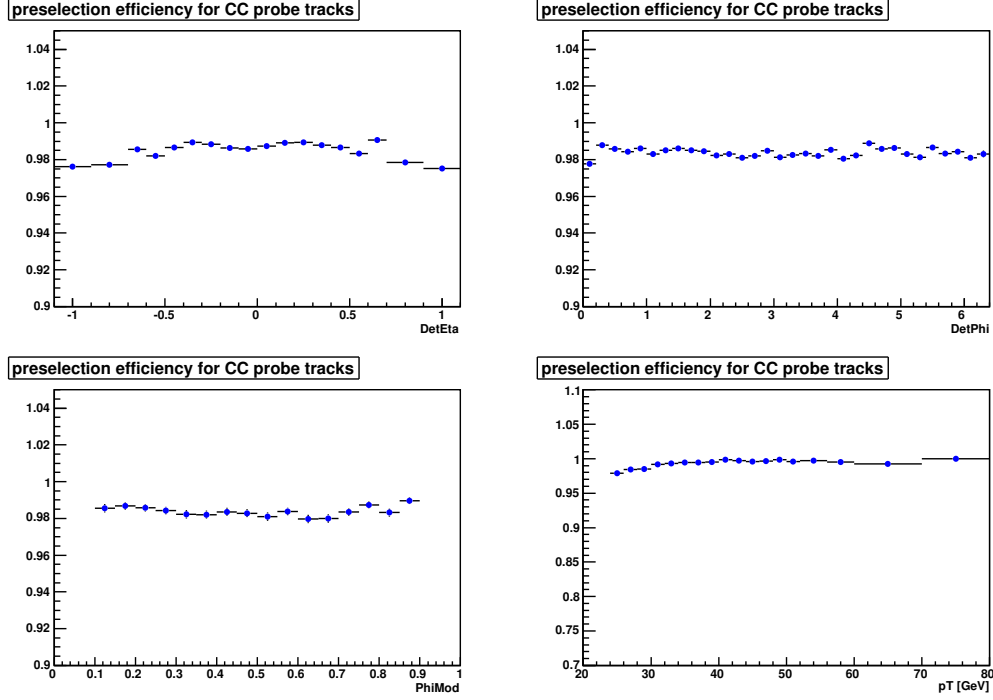 preselection efficiency for CC probe tracks
1.04
1.02
1
0.98
0.96
0.94
0.92
0.9
-1 -0.5 0 0.5 1
DetEta
preselection efficiency for CC probe tracks
1.04
1.02
1
0.98
0.96
0.94
0.92
0.9
0 1 2 3 4 5 6
DetPhi
preselection efficiency for CC probe tracks
1.04
1.02
1
0.98
0.96
0.94
0.92
0.9
0 0.1 0.2 0.3 0.4 0.5 0.6 0.7 0.8 0.9 1
PhiMod
preselection efficiency for CC probe tracks
1.1
1.05
1
0.95
0.9
0.85
0.8
0.75
0.7
20 30 40 50 60 70 80
pT [GeV]